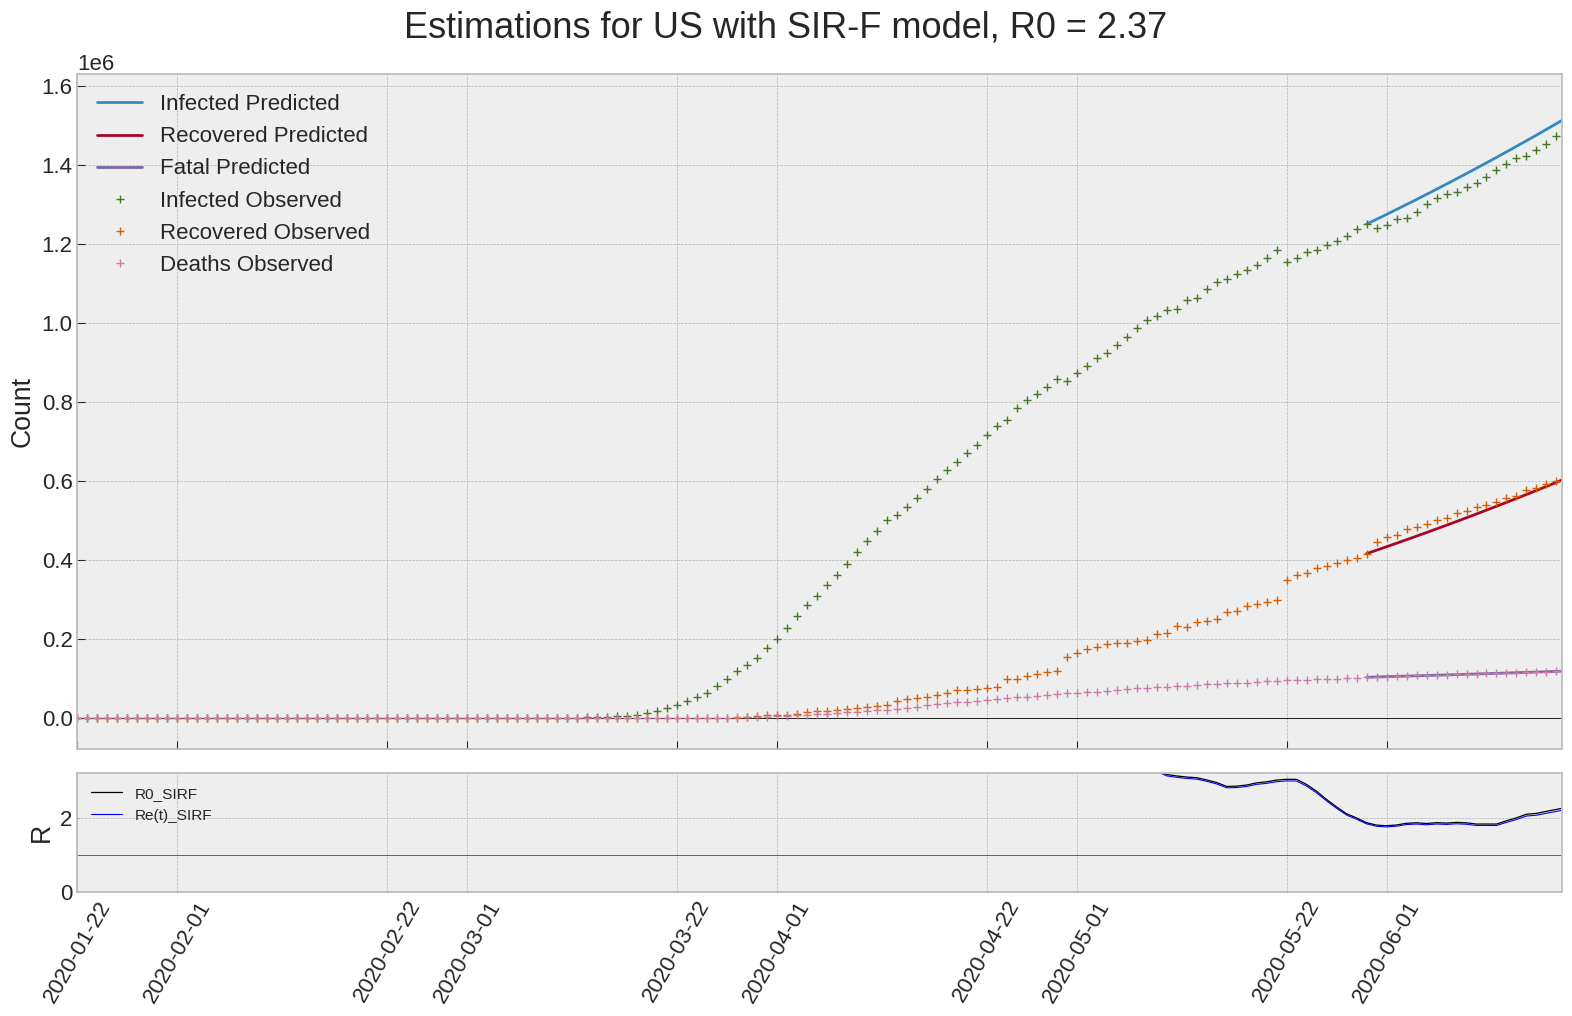 Estimations for US with SIR-F model, R0 = 2.37
1e6
1.6
1.4
1.2
1.0
0.8
0.6
0.4
0.2
0.0
Count
Infected Predicted
Recovered Predicted
Fatal Predicted
Infected Observed
Recovered Observed
Deaths Observed
R0_SIRF
Re(t)_SIRF
2
0
R
2020-01-22
2020-02-01
2020-02-22
2020-03-01
2020-03-22
2020-04-01
2020-04-22
2020-05-01
2020-05-22
2020-06-01